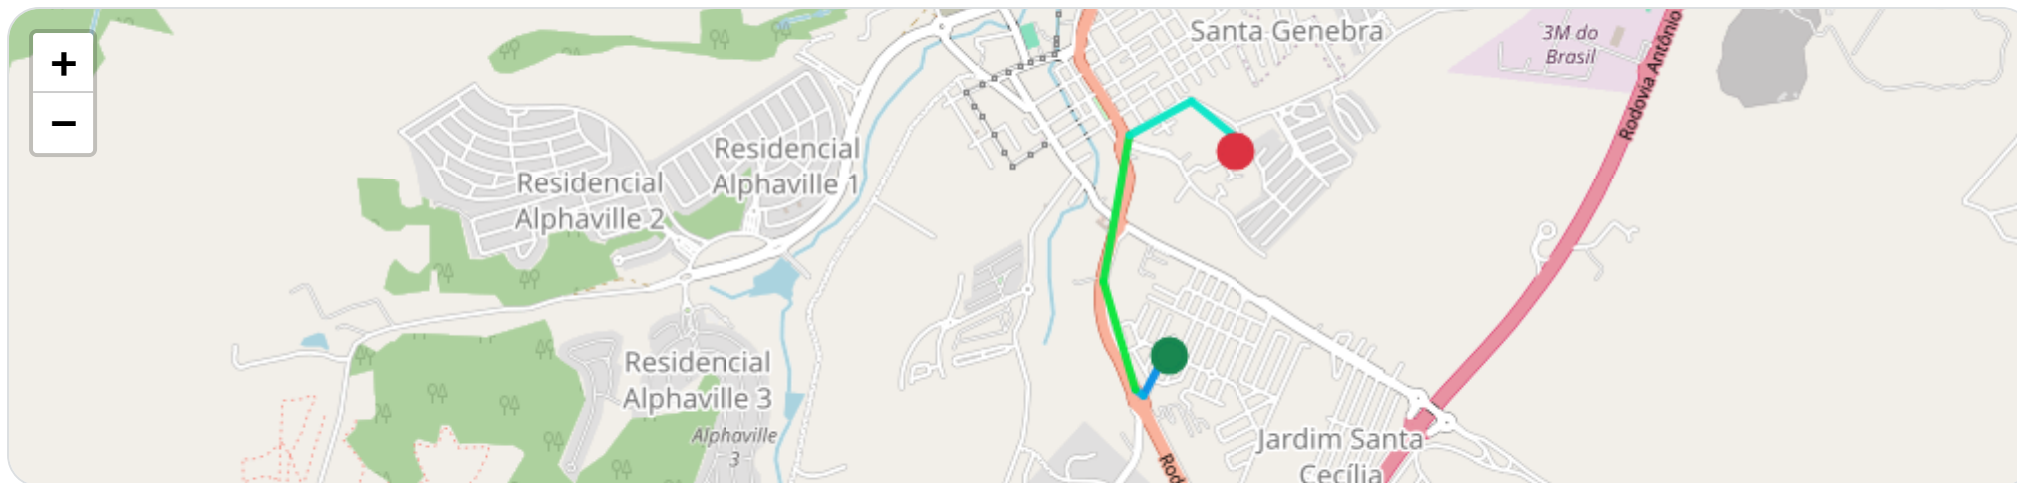 +
−
Santa Genebra
3M do
Brasil
Rodovia Antônio
Residencial
Alphaville 1
Residencial
Alphaville 2
Residencial
Alphaville 3
Alphaville
3
Jardim Santa
Cecília
Rod